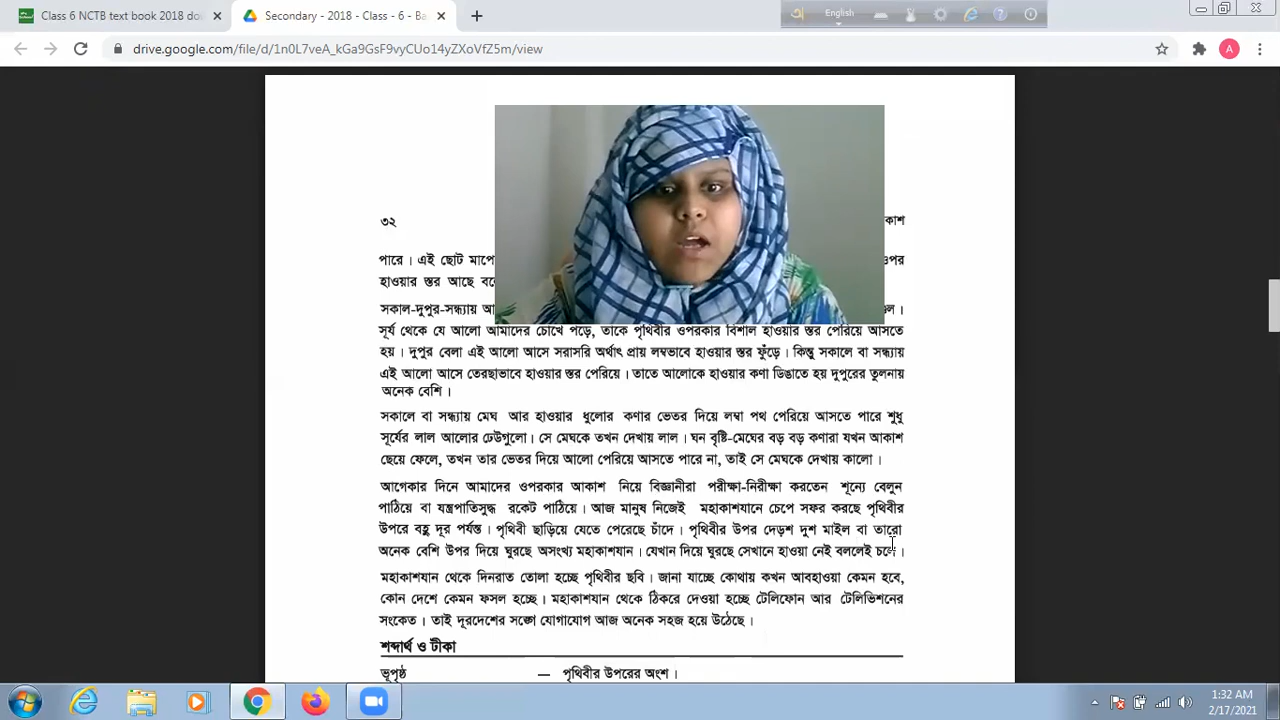 Class 6 NCTB text book 2018 do
Secondary - 2018 - Class - 6 - Ba
English
drive.google.com/file/d/1n0L7veA_kGa9GsF9vyCUo14yZXoVfZ5m/view
A
৩২
কাশ
পারে। এই ছোট মাপে
ওপর
হাওয়ার স্তর আছে বলে
সকাল-দুপুর-সন্ধ্যায় আ
ল।
সূর্য থেকে যে আলো আমাদের চোখে পড়ে, তাকে পৃথিবীর ওপরকার বিশাল হাওয়ার স্তর পেরিয়ে আসতে
হয়। দুপুর বেলা এই আলো আসে সরাসরি অর্থাৎ প্রায় লম্বভাবে হাওয়ার স্তর ফুঁড়ে। কিন্তু সকালে বা সন্ধ্যায়
এই আলো আসে তেরছাভাবে হাওয়ার স্তর পেরিয়ে। তাতে আলোকে হাওয়ার কণা ডিঙাতে হয় দুপুরের তুলনায়
অনেক বেশি।
সকালে বা সন্ধ্যায় মেঘ আর হাওয়ার ধুলোর কণার ভেতর দিয়ে লম্বা পথ পেরিয়ে আসতে পারে শুধু
সূর্যের লাল আলোর ঢেউগুলো। সে মেঘকে তখন দেখায় লাল। ঘন বৃষ্টি-মেঘের বড় বড় কণারা যখন আকাশ
ছেয়ে ফেলে, তখন তার ভেতর দিয়ে আলো পেরিয়ে আসতে পারে না, তাই সে মেঘকে দেখায় কালো।
আগেকার দিনে আমাদের ওপরকার আকাশ নিয়ে বিজ্ঞানীরা পরীক্ষা-নিরীক্ষা করতেন শূন্যে বেলুন
পাঠিয়ে বা যন্ত্রপাতিসুদ্ধ রকেট পাঠিয়ে। আজ মানুষ নিজেই মহাকাশযানে চেপে সফর করছে পৃথিবীর
উপরে বহু দূর পর্যন্ত। পৃথিবী ছাড়িয়ে যেতে পেরেছে চাঁদে। পৃথিবীর উপর দেড়শ দুশ মাইল বা তারো
অনেক বেশি উপর দিয়ে ঘুরছে অসংখ্য মহাকাশযান। যেখান দিয়ে ঘুরছে সেখানে হাওয়া নেই বললেই চলে।
মহাকাশযান থেকে দিনরাত তোলা হচ্ছে পৃথিবীর ছবি। জানা যাচ্ছে কোথায় কখন আবহাওয়া কেমন হবে,
কোন দেশে কেমন ফসল হচ্ছে। মহাকাশযান থেকে ঠিকরে দেওয়া হচ্ছে টেলিফোন আর টেলিভিশনের
সংকেত। তাই দূরদেশের সঙ্গে যোগাযোগ আজ অনেক সহজ হয়ে উঠেছে।
শব্দার্থ ও টীকা
ভূপৃষ্ঠ — পৃথিবীর উপরের অংশ।
1:32 AM
2/17/2021